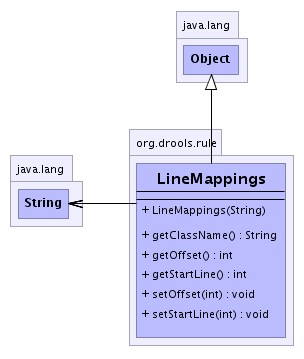 java.lang
Object
org.drools.rule
java.lang
String
LineMappings
+ LineMappings(String)
+ getClassName() : String
+ getOffset() : int
+ getStartLine() : int
+ setOffset(int) : void
+ setStartLine(int) : void